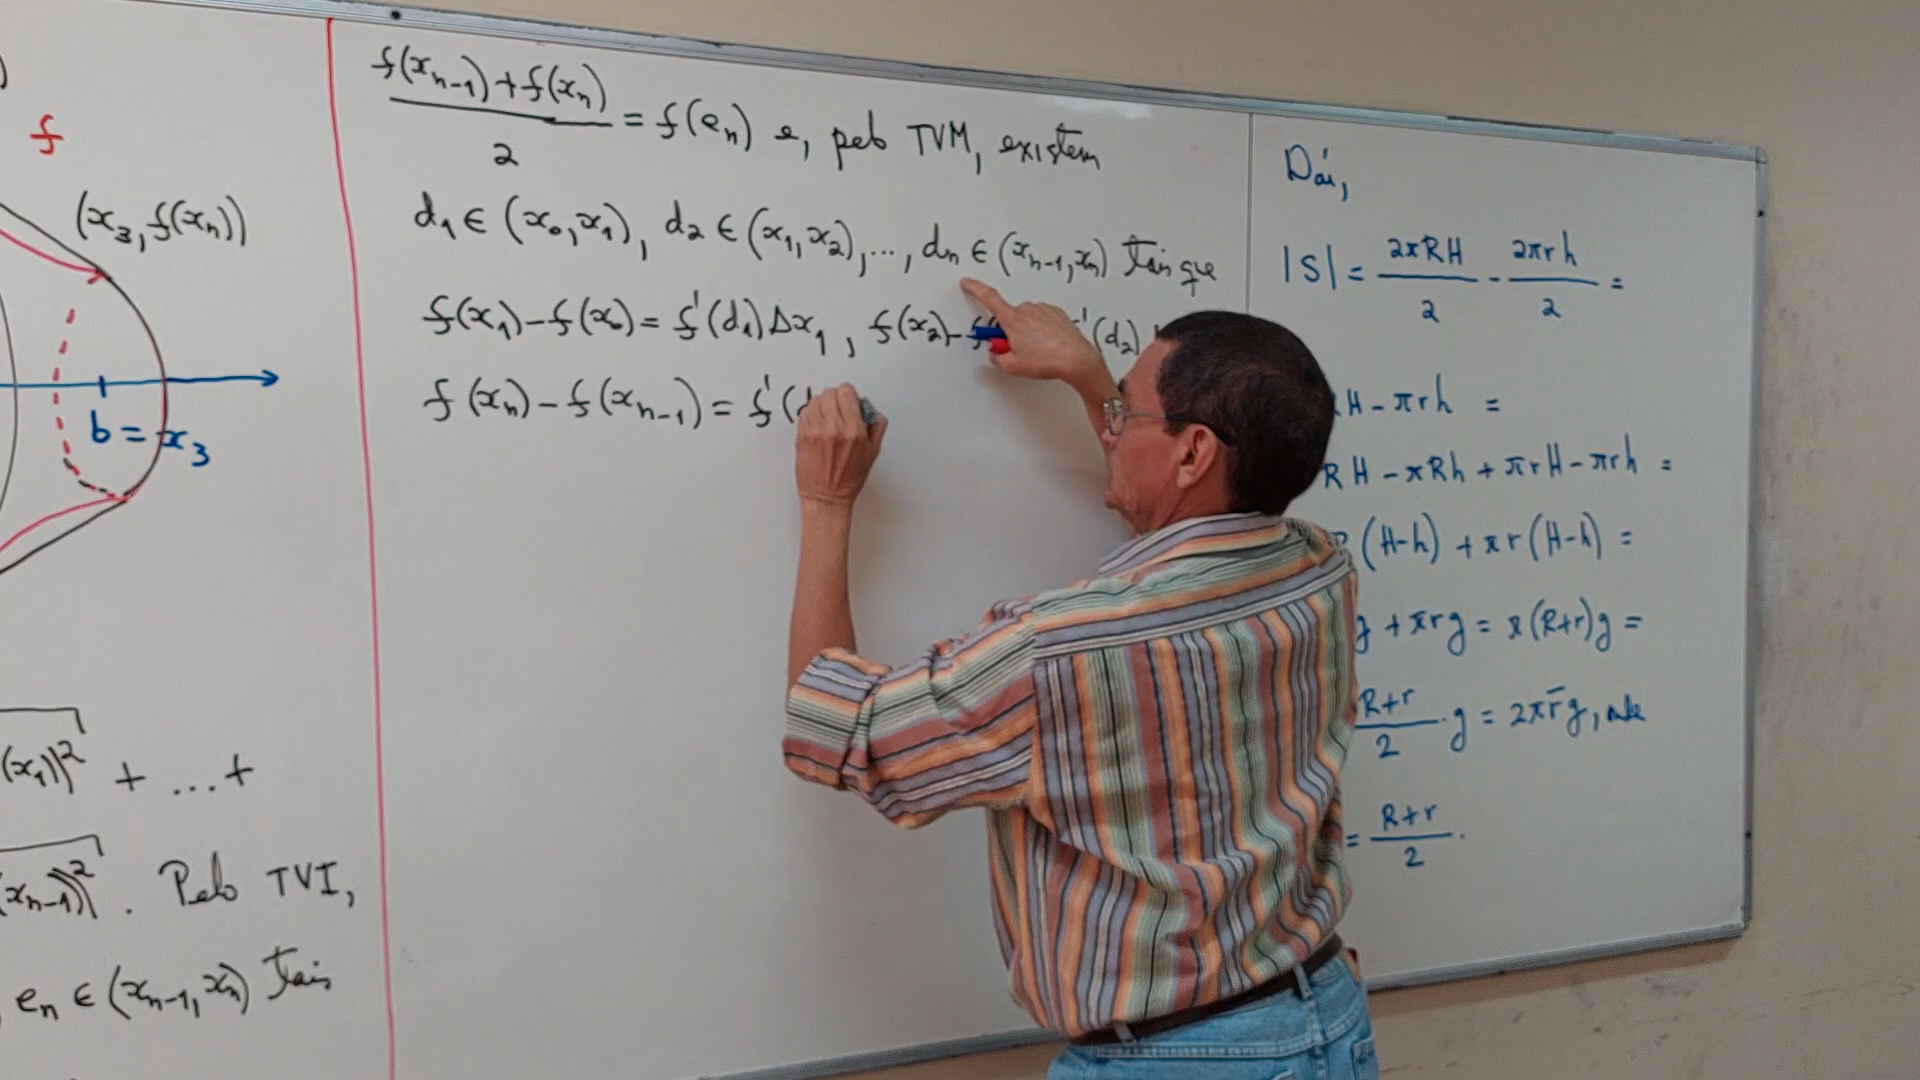 f
(x₃, f(xₙ))
b = x₃
(x₁))² + ... +
(xₙ₋₁))². Pelo TVI,
eₙ ∈ (xₙ₋₁, xₙ) tais
(f(xₙ₋₁) + f(xₙ))/2 = f(eₙ) e, pelo TVM, existem
d₁ ∈ (x₀, x₁), d₂ ∈ (x₁, x₂), ..., dₙ ∈ (xₙ₋₁, xₙ) tais que
f(x₁) - f(x₀) = f'(d₁) Δx₁, f(x₂) - f '(d₂)
f(xₙ) - f(xₙ₋₁) = f'(d
Daí,
|S| = 2πRH/2 - 2πrh/2 =
RH - πrh =
RH - πRh + πrH - πrh =
(H-h) + πr(H-h) =
g + πrg = π(R+r)g =
(R+r)/2 · g = 2πr̄g, onde
= (R+r)/2.